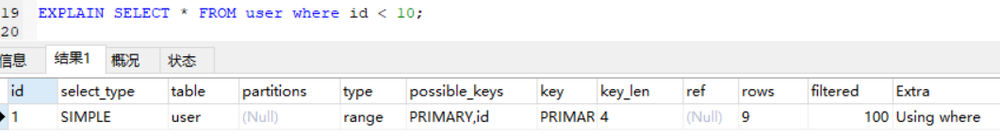 19 EXPLAIN SELECT * FROM user where id < 10;
20
信息 结果1 概况 状态
id select_type table partitions type possible_keys key key_len ref rows filtered Extra
1 SIMPLE user (Null) range PRIMARY,id PRIMAR 4 (Null) 9 100 Using where